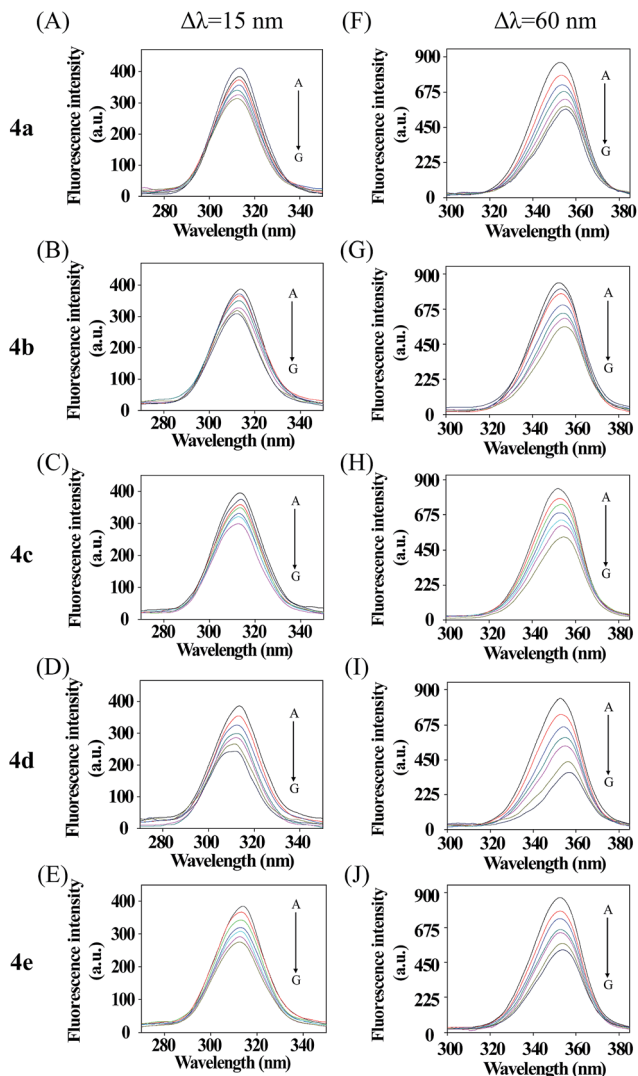 (A) Δλ=15 nm (F) Δλ=60 nm
4a
Fluorescence intensity (a.u.)
400
300
200
100
0
280 300 320 340
Wavelength (nm)
A
G
Fluorescence intensity (a.u.)
900
675
450
225
0
300 320 340 360 380
Wavelength (nm)
A
G
(B) (G)
4b
Fluorescence intensity (a.u.)
400
300
200
100
0
280 300 320 340
Wavelength (nm)
A
G
Fluorescence intensity (a.u.)
900
675
450
225
0
300 320 340 360 380
Wavelength (nm)
A
G
(C) (H)
4c
Fluorescence intensity (a.u.)
400
300
200
100
0
280 300 320 340
Wavelength (nm)
A
G
Fluorescence intensity (a.u.)
900
675
450
225
0
300 320 340 360 380
Wavelength (nm)
A
G
(D) (I)
4d
Fluorescence intensity (a.u.)
400
300
200
100
0
280 300 320 340
Wavelength (nm)
A
G
Fluorescence intensity (a.u.)
900
675
450
225
0
300 320 340 360 380
Wavelength (nm)
A
G
(E) (J)
4e
Fluorescence intensity (a.u.)
400
300
200
100
0
280 300 320 340
Wavelength (nm)
A
G
Fluorescence intensity (a.u.)
900
675
450
225
0
300 320 340 360 380
Wavelength (nm)
A
G